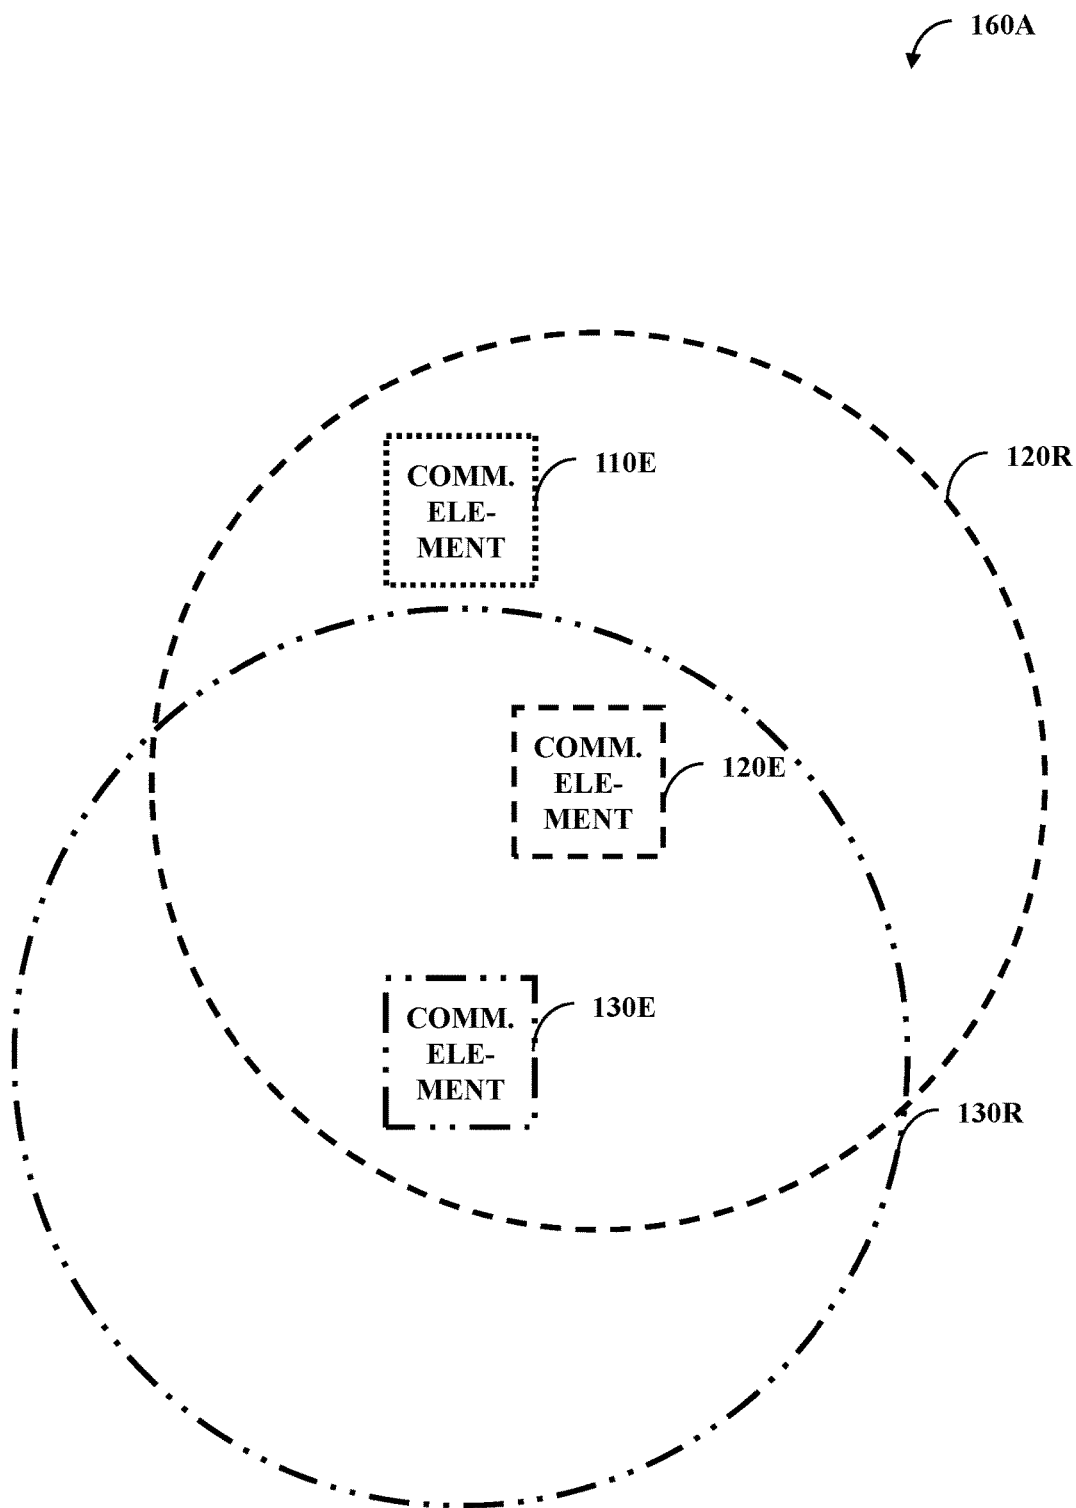 160A
120R
COMM.
ELE-
MENT
110E
COMM.
ELE-
MENT
120E
COMM.
ELE-
MENT
130E
130R